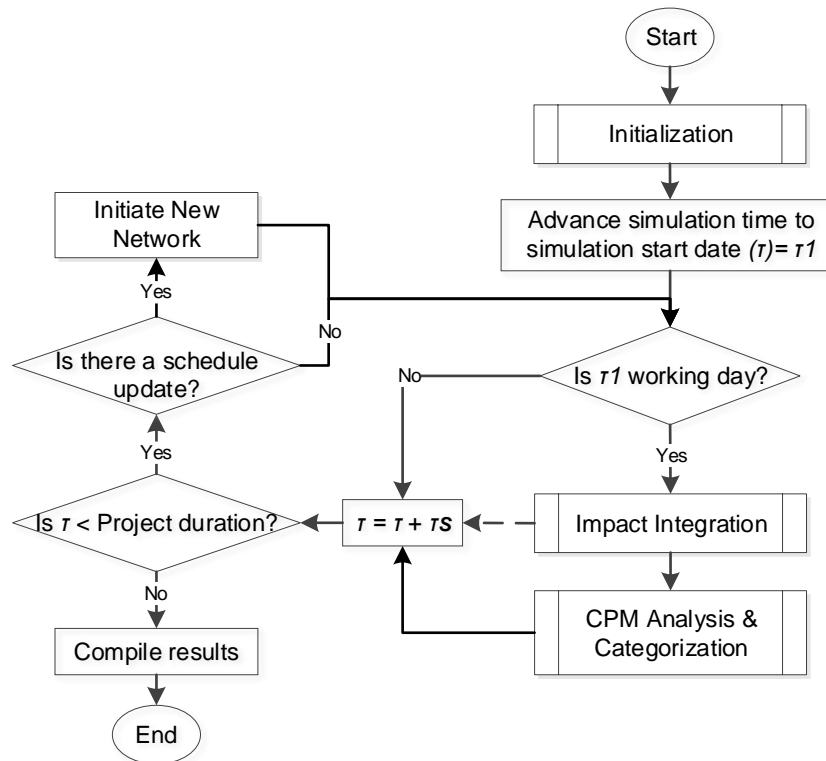 Start
Initialization
Advance simulation time to
simulation start date (τ)= τ1
Initiate New
Network
Yes
No
Is there a schedule
update?
Is τ1 working day?
No
Yes
Yes
Is τ < Project duration?
τ = τ + τs
Impact Integration
No
CPM Analysis &
Categorization
Compile results
End